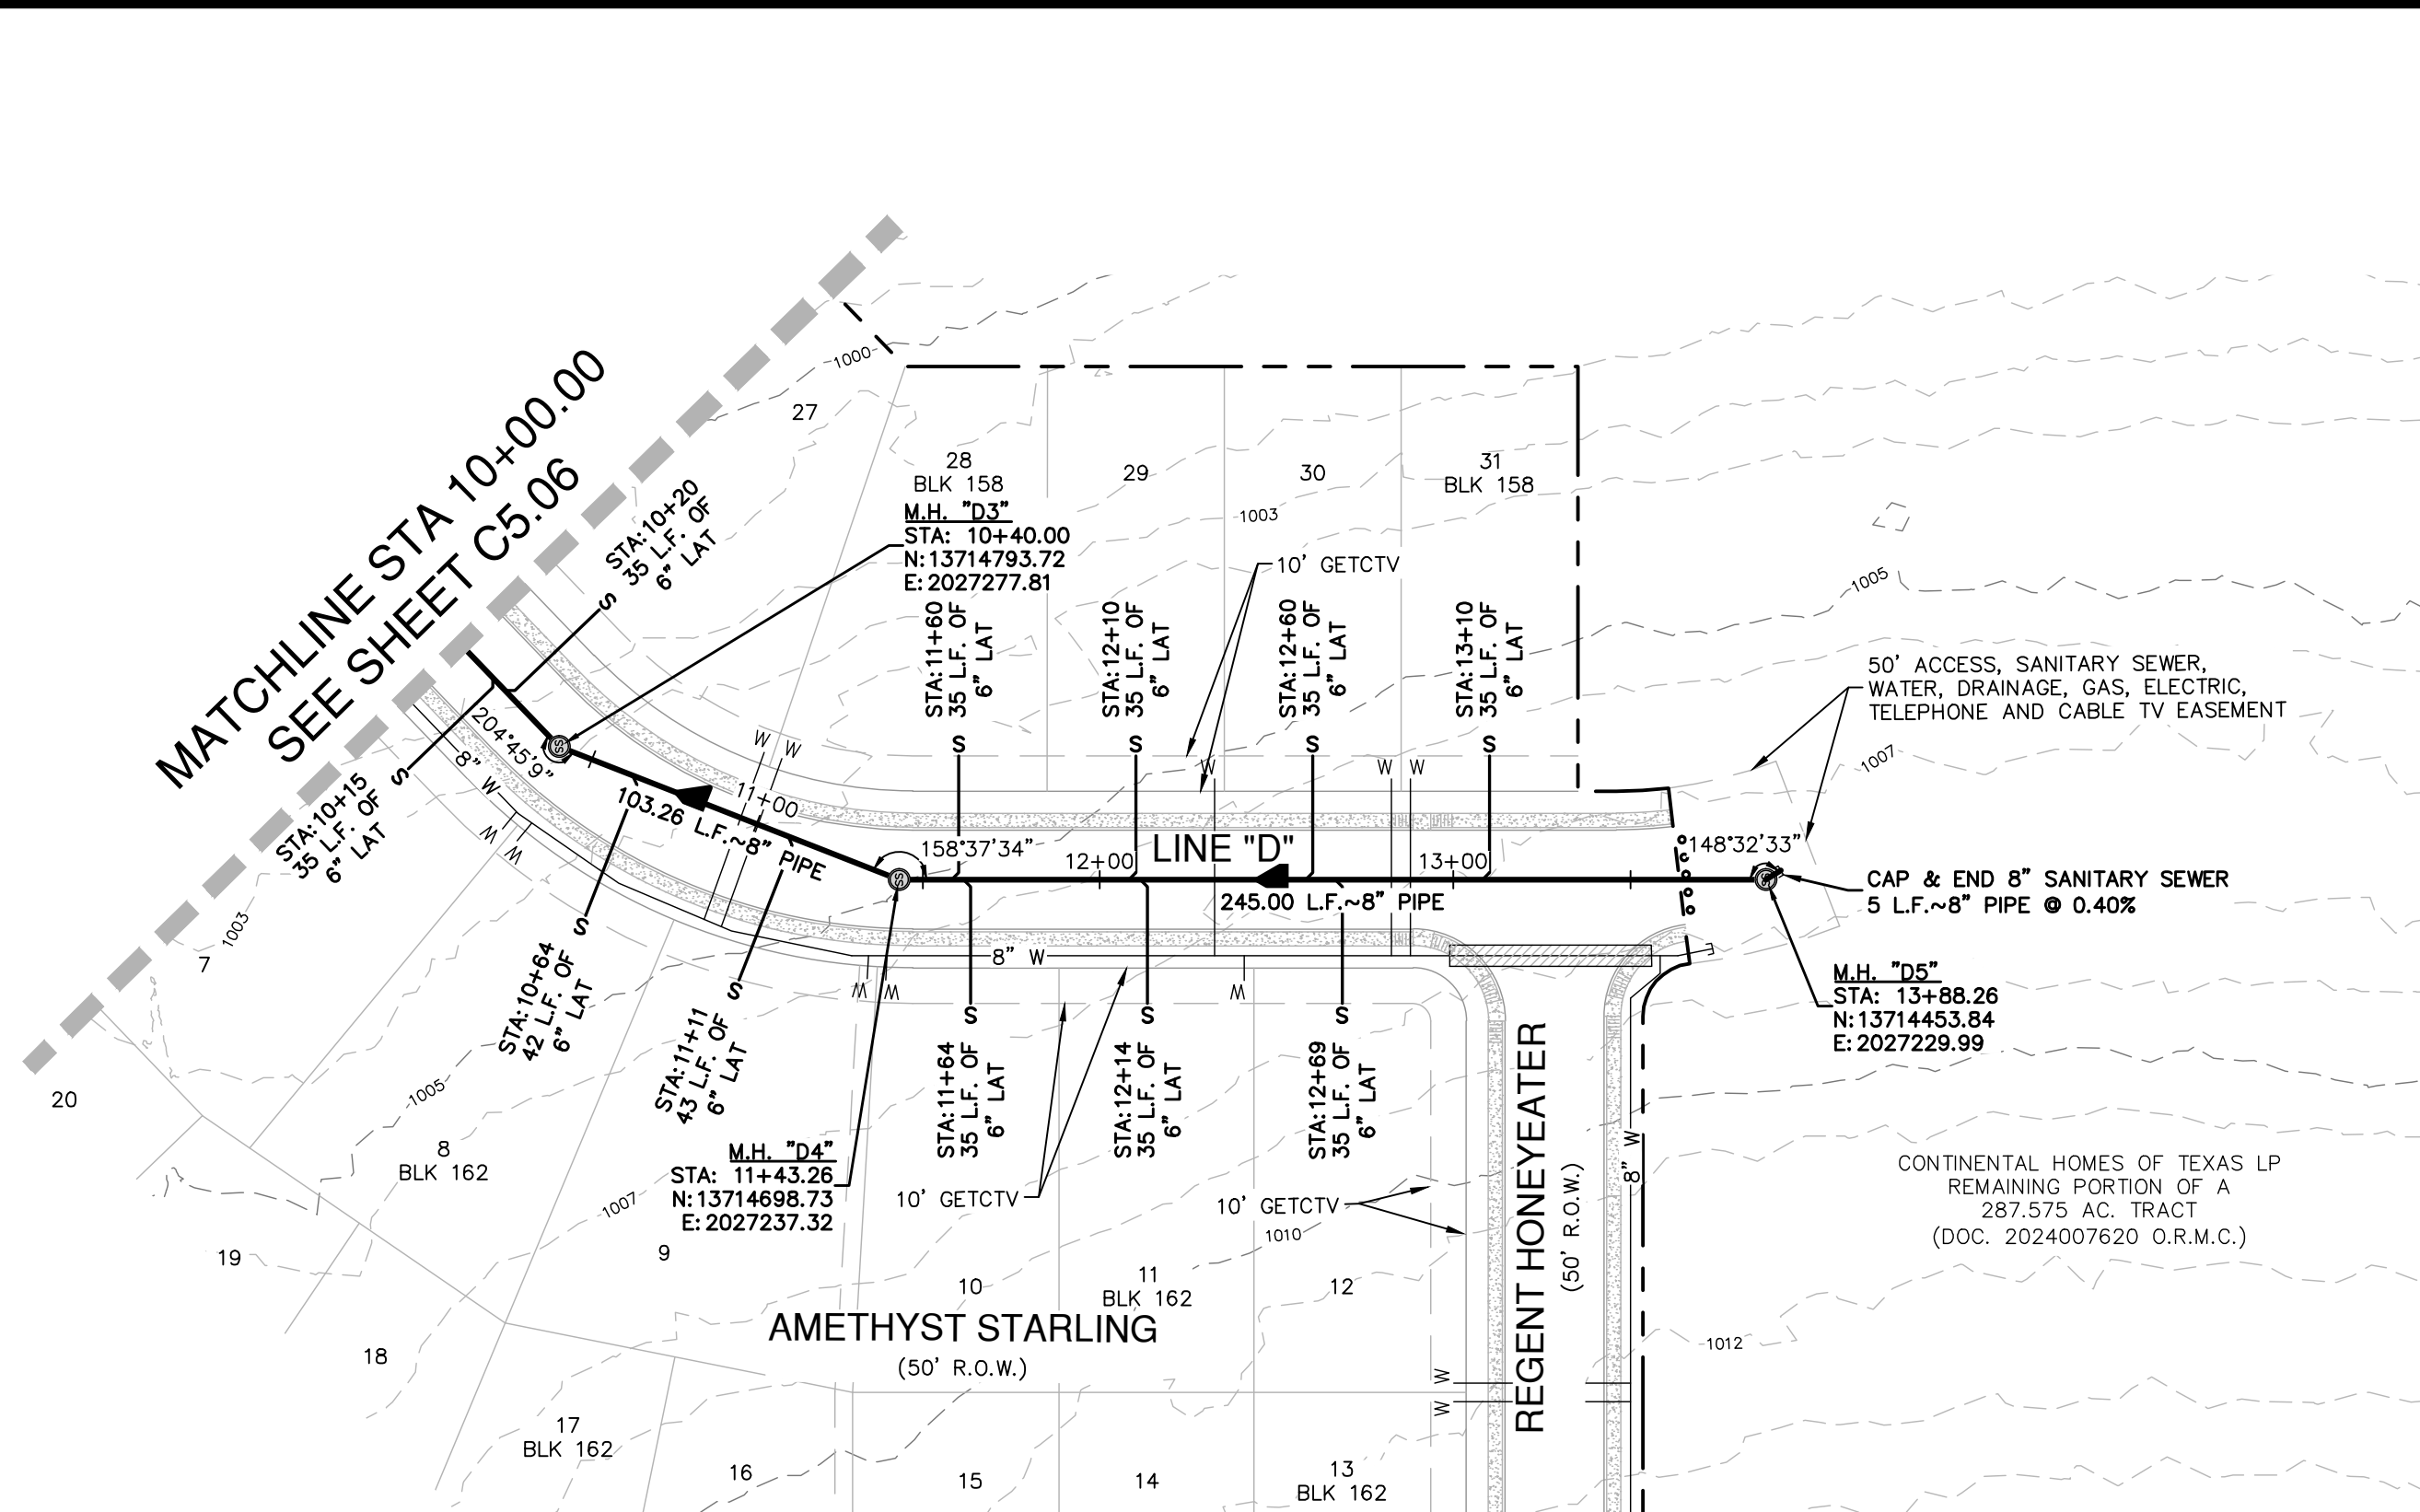 MATCHLINE STA 10+00.00
SEE SHEET C5.06
STA:10+20
35 L.F. OF
6" LAT
S
1000
27
28
BLK 158
29
30
31
BLK 158
1003
M.H. "D3"
STA: 10+40.00
N:13714793.72
E:2027277.81
10' GETCTV
STA:11+60
35 L.F. OF
6" LAT
S
STA:12+10
35 L.F. OF
6" LAT
S
STA:12+60
35 L.F. OF
6" LAT
S
STA:13+10
35 L.F. OF
6" LAT
S
1005
50' ACCESS, SANITARY SEWER,
WATER, DRAINAGE, GAS, ELECTRIC,
TELEPHONE AND CABLE TV EASEMENT
1007
204°45'9"
SS
8" W
W
W
W
W
W
W
W
STA:10+15
35 L.F. OF
6" LAT
S
103.26 L.F.~8" PIPE
11+00
158°37'34"
SS
12+00
LINE "D"
245.00 L.F.~8" PIPE
13+00
148°32'33"
SS
CAP & END 8" SANITARY SEWER
5 L.F.~8" PIPE @ 0.40%
M.H. "D5"
STA: 13+88.26
N:13714453.84
E:2027229.99
8" W
W
W
W
E
1003
7
STA:10+64
42 L.F. OF
6" LAT
S
STA:11+11
43 L.F. OF
6" LAT
S
STA:11+64
35 L.F. OF
6" LAT
S
STA:12+14
35 L.F. OF
6" LAT
S
STA:12+69
35 L.F. OF
6" LAT
S
20
1005
8
BLK 162
M.H. "D4"
STA: 11+43.26
N:13714698.73
E:2027237.32
10' GETCTV
10' GETCTV
1007
1010
REGENT HONEYEATER
(50' R.O.W.)
8" W
CONTINENTAL HOMES OF TEXAS LP
REMAINING PORTION OF A
287.575 AC. TRACT
(DOC. 2024007620 O.R.M.C.)
19
9
10
11
BLK 162
12
AMETHYST STARLING
(50' R.O.W.)
1012
18
W
W
17
BLK 162
16
15
14
13
BLK 162